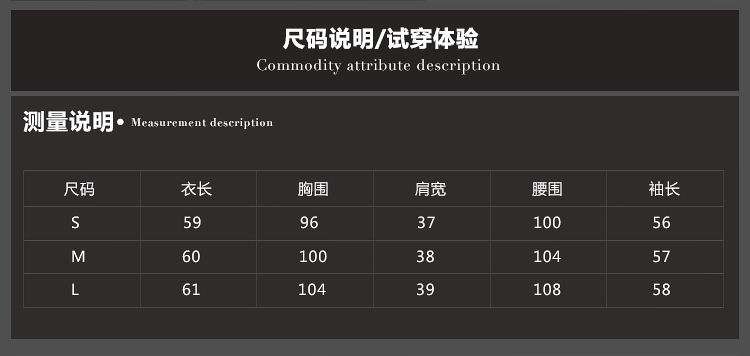 尺码说明/试穿体验
Commodity attribute description
测量说明• Measurement description
尺码 衣长 胸围 肩宽 腰围 袖长
S 59 96 37 100 56
M 60 100 38 104 57
L 61 104 39 108 58